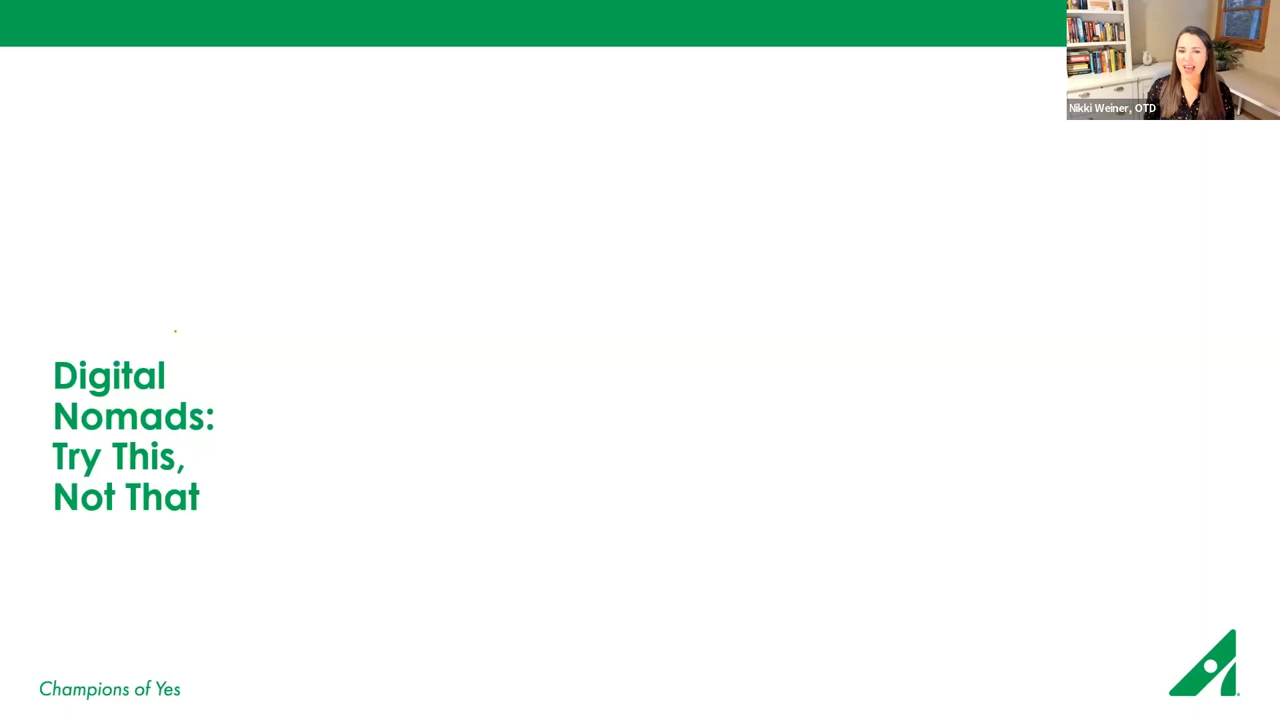 Nikki Weiner, OTD
Digital
Nomads:
Try This,
Not That
Champions of Yes